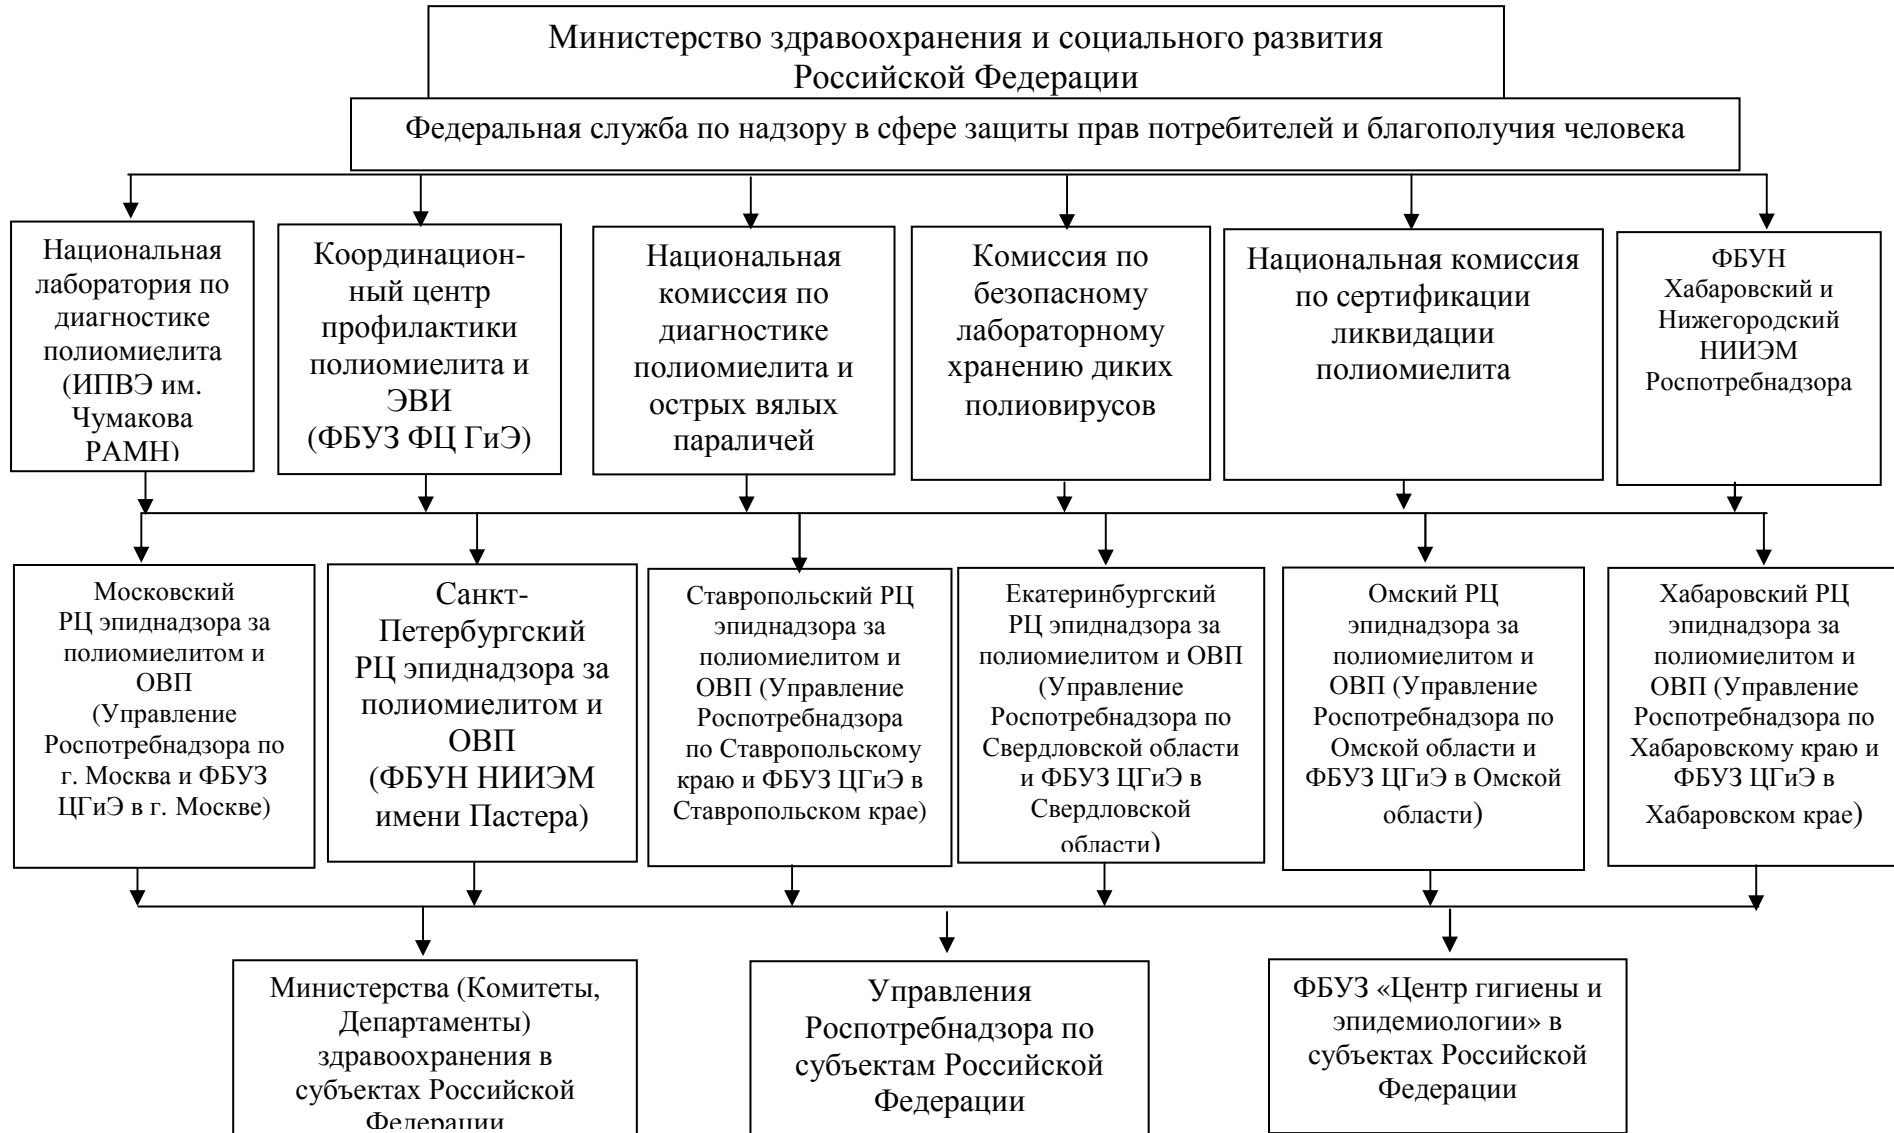 Министерство здравоохранения и социального развития
Российской Федерации
Федеральная служба по надзору в сфере защиты прав потребителей и благополучия человека
Национальная
лаборатория по
диагностике
полиомиелита
(ИПВЭ им.
Чумакова
РАМН)
Координацион-
ный центр
профилактики
полиомиелита и
ЭВИ
(ФБУЗ ФЦ ГиЭ)
Национальная
комиссия по
диагностике
полиомиелита и
острых вялых
параличей
Комиссия по
безопасному
лабораторному
хранению диких
полиовирусов
Национальная комиссия
по сертификации
ликвидации
полиомиелита
ФБУН
Хабаровский и
Нижегородский
НИИЭМ
Роспотребнадзора
Московский
РЦ эпиднадзора за
полиомиелитом и
ОВП
(Управление
Роспотребнадзора по
г. Москва и ФБУЗ
ЦГиЭ в г. Москве)
Санкт-
Петербургский
РЦ эпиднадзора за
полиомиелитом и
ОВП
(ФБУН НИИЭМ
имени Пастера)
Ставропольский РЦ
эпиднадзора за
полиомиелитом и
ОВП (Управление
Роспотребнадзора
по Ставропольскому
краю и ФБУЗ ЦГиЭ в
Ставропольском крае)
Екатеринбургский
РЦ эпиднадзора за
полиомиелитом и ОВП
(Управление
Роспотребнадзора по
Свердловской области
и ФБУЗ ЦГиЭ в
Свердловской
области)
Омский РЦ
эпиднадзора за
полиомиелитом и
ОВП (Управление
Роспотребнадзора по
Омской области и
ФБУЗ ЦГиЭ в Омской
области)
Хабаровский РЦ
эпиднадзора за
полиомиелитом и
ОВП (Управление
Роспотребнадзора по
Хабаровскому краю и
ФБУЗ ЦГиЭ в
Хабаровском крае)
Министерства (Комитеты,
Департаменты)
здравоохранения в
субъектах Российской
Федерации
Управления
Роспотребнадзора по
субъектам Российской
Федерации
ФБУЗ «Центр гигиены и
эпидемиологии» в
субъектах Российской
Федерации